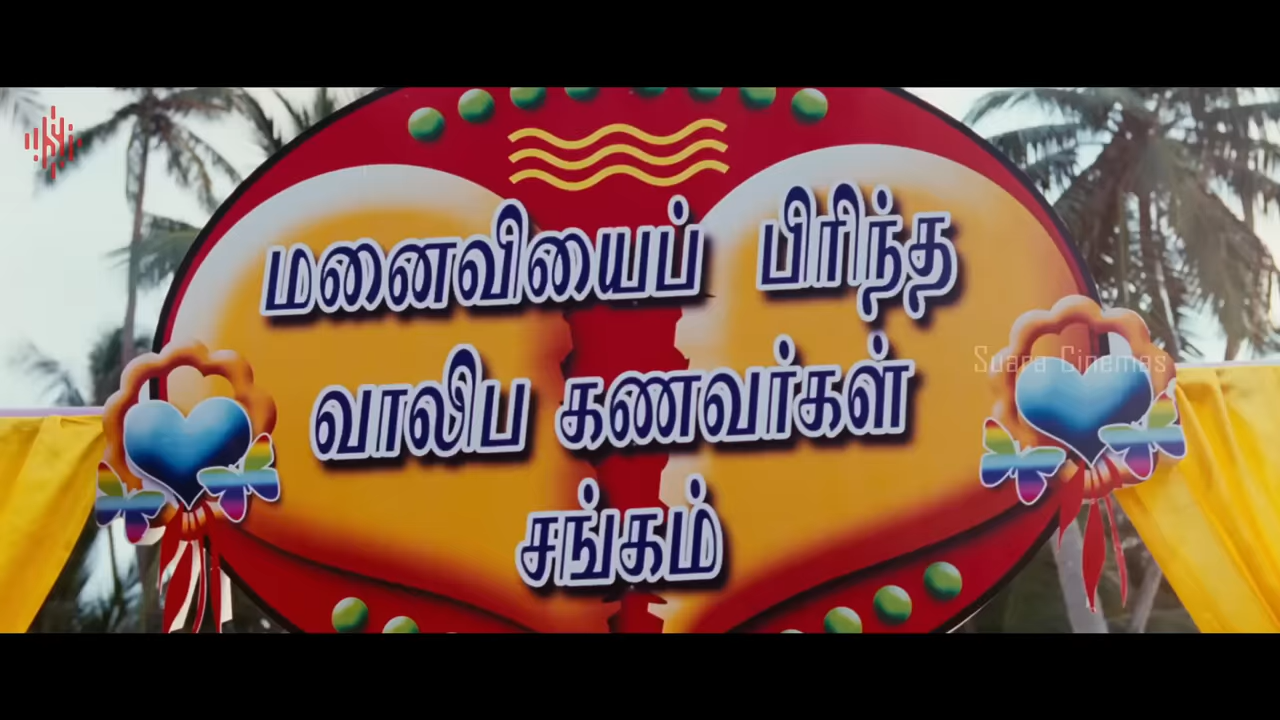 மனைவியைப் பிரிந்த
வாலிப கணவர்கள்
சங்கம்
Suara Cinemas